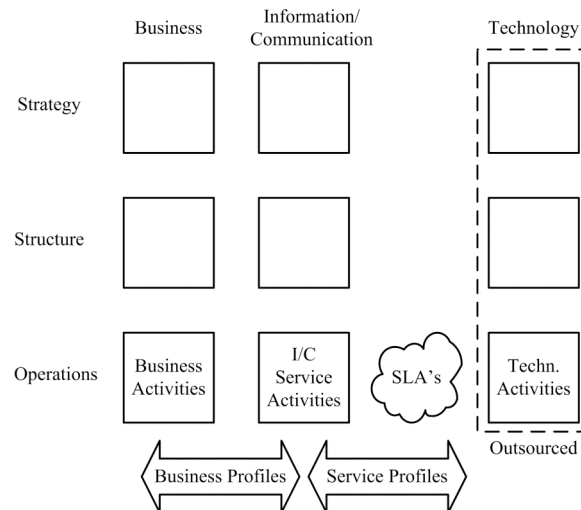 Business
Information/
Communication
Technology
Strategy
Structure
Operations
Business
Activities
I/C
Service
Activities
SLA's
Techn.
Activities
Outsourced
Business Profiles
Service Profiles